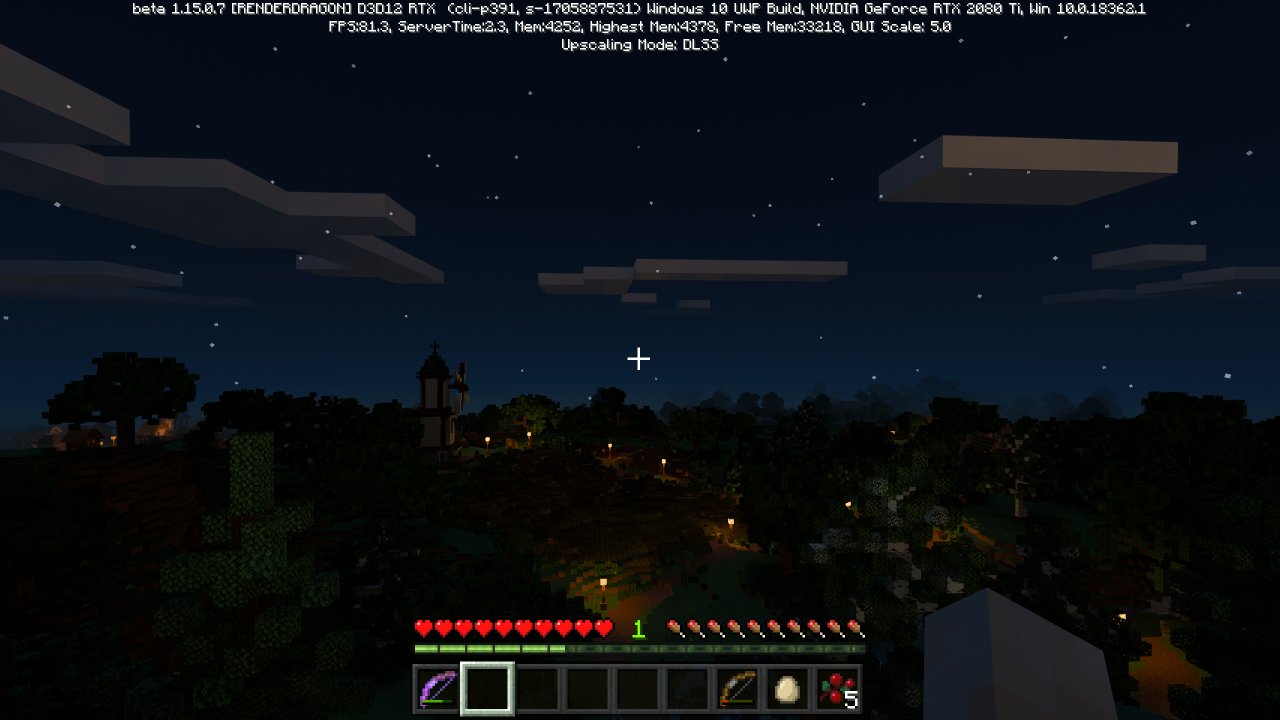 beta 1.15.0.7 [RENDERDRAGON] D3D12 RTX (cli-p391, s-1705887531) Windows 10 UWP Build, NVIDIA GeForce RTX 2080 Ti, Win 10.0.18362.1
FPS:81.3, ServerTime:2.3, Mem:4252, Highest Mem:4378, Free Mem:33218, GUI Scale: 5.0
Upscaling Mode: DLSS
1
5